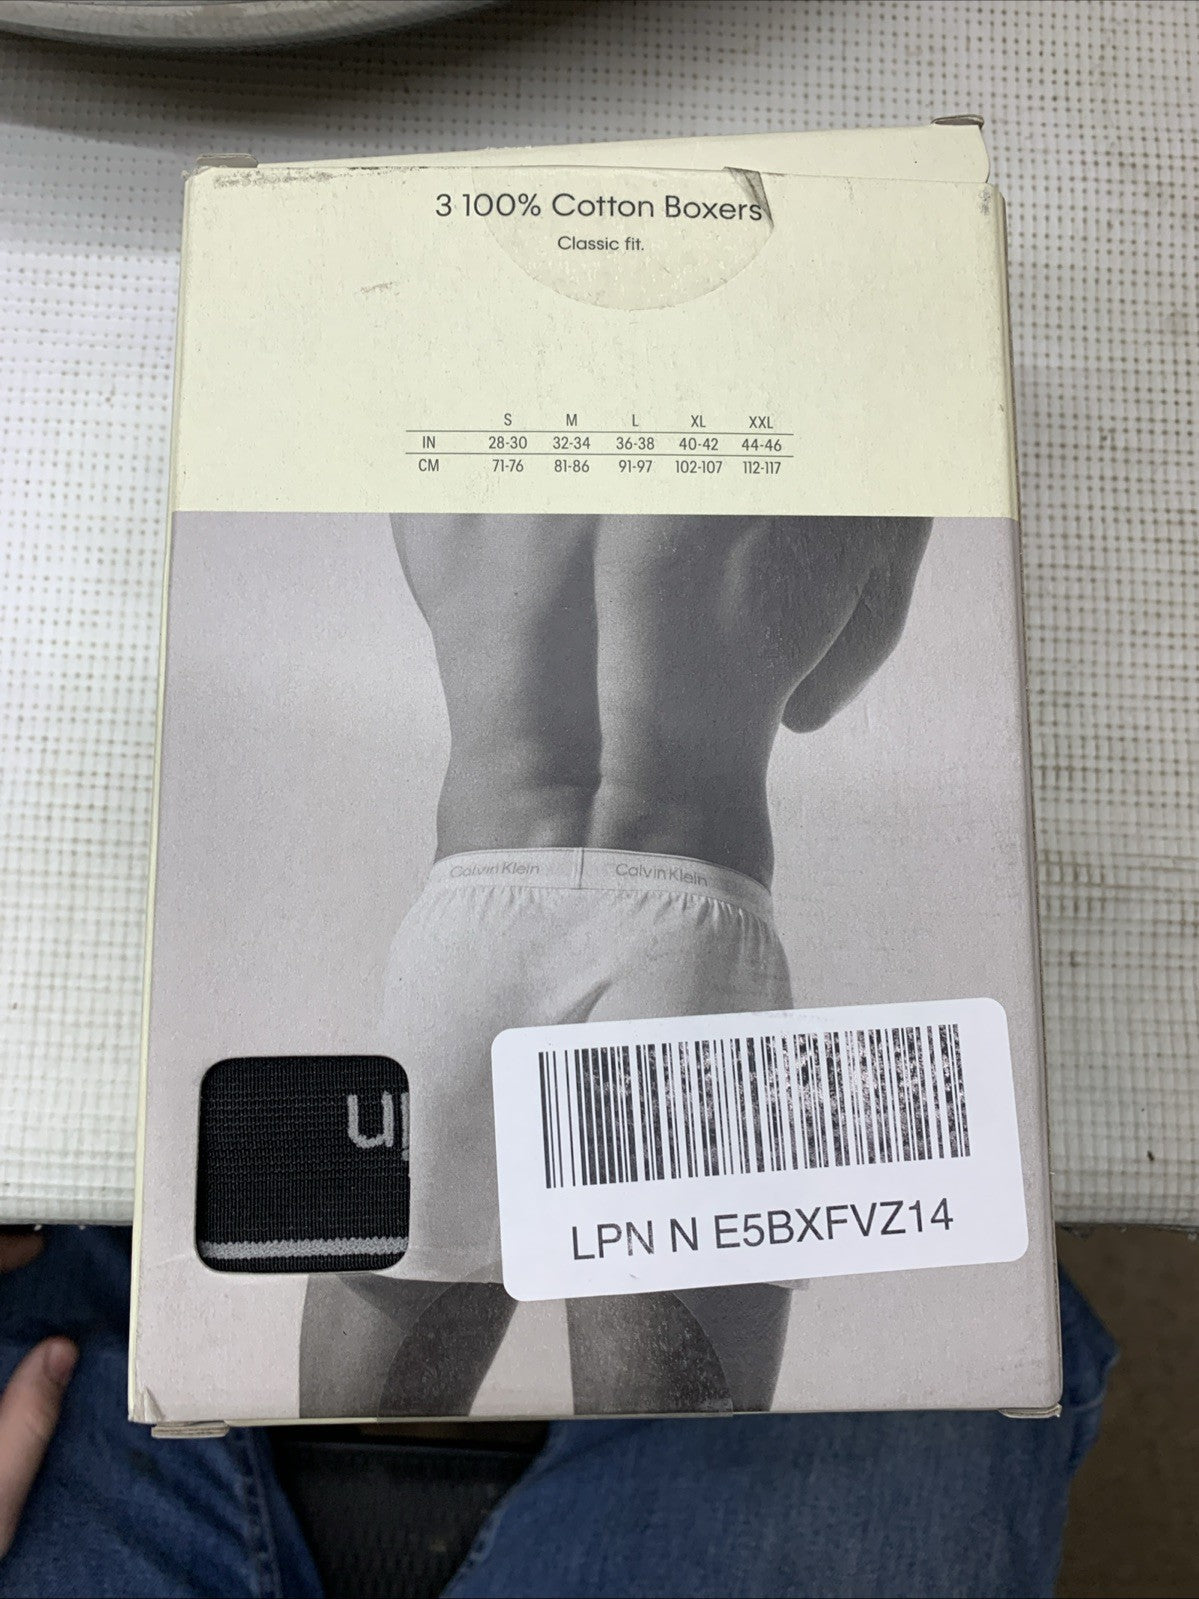 3 100% Cotton Boxers
Classic fit.
S M L XL XXL
IN 28-30 32-34 36-38 40-42 44-46
CM 71-76 81-86 91-97 102-107 112-117
Calvin Klein Calvin Klein
in
LPN N E5BXFVZ14